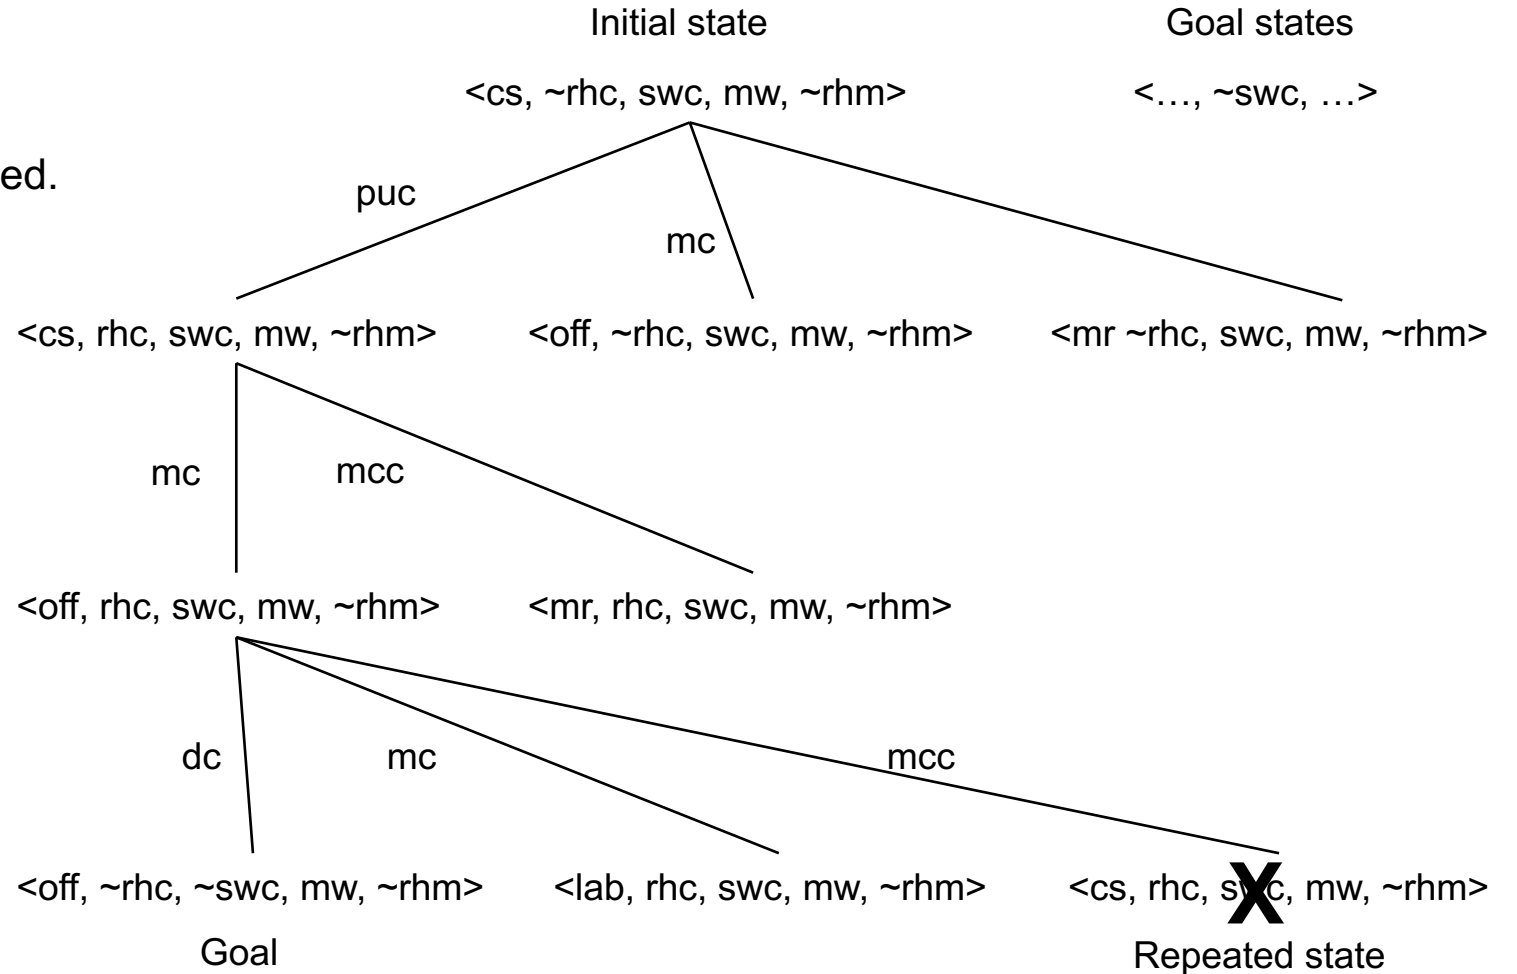 Initial state
Goal states
<cs, ~rhc, swc, mw, ~rhm>
<…, ~swc, …>
ed.
puc
mc
<cs, rhc, swc, mw, ~rhm>
<off, ~rhc, swc, mw, ~rhm>
<mr ~rhc, swc, mw, ~rhm>
mc
mcc
<off, rhc, swc, mw, ~rhm>
<mr, rhc, swc, mw, ~rhm>
dc
mc
mcc
<off, ~rhc, ~swc, mw, ~rhm>
<lab, rhc, swc, mw, ~rhm>
<cs, rhc, swc, mw, ~rhm>
X
Goal
Repeated state